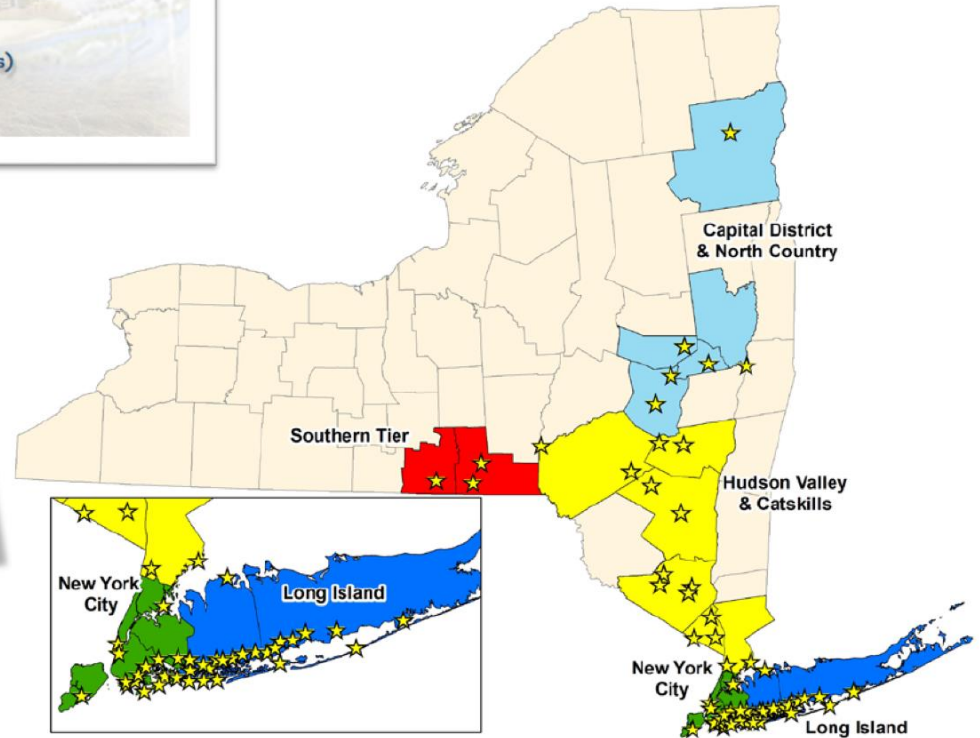 s)
Capital District
& North Country
Southern Tier
Hudson Valley
& Catskills
New York
City
Long Island
New York
City
Long Island